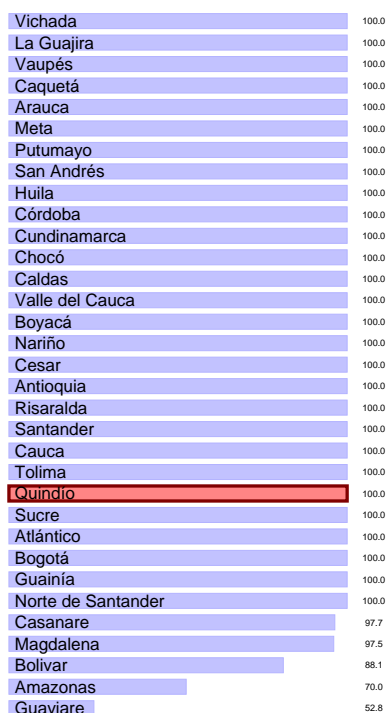 Vichada 100.0
La Guajira 100.0
Vaupés 100.0
Caquetá 100.0
Arauca 100.0
Meta 100.0
Putumayo 100.0
San Andrés 100.0
Huila 100.0
Córdoba 100.0
Cundinamarca 100.0
Chocó 100.0
Caldas 100.0
Valle del Cauca 100.0
Boyacá 100.0
Nariño 100.0
Cesar 100.0
Antioquia 100.0
Risaralda 100.0
Santander 100.0
Cauca 100.0
Tolima 100.0
Quindío 100.0
Sucre 100.0
Atlántico 100.0
Bogotá 100.0
Guainía 100.0
Norte de Santander 100.0
Casanare 97.7
Magdalena 97.5
Bolivar 88.1
Amazonas 70.0
Guaviare 52.8